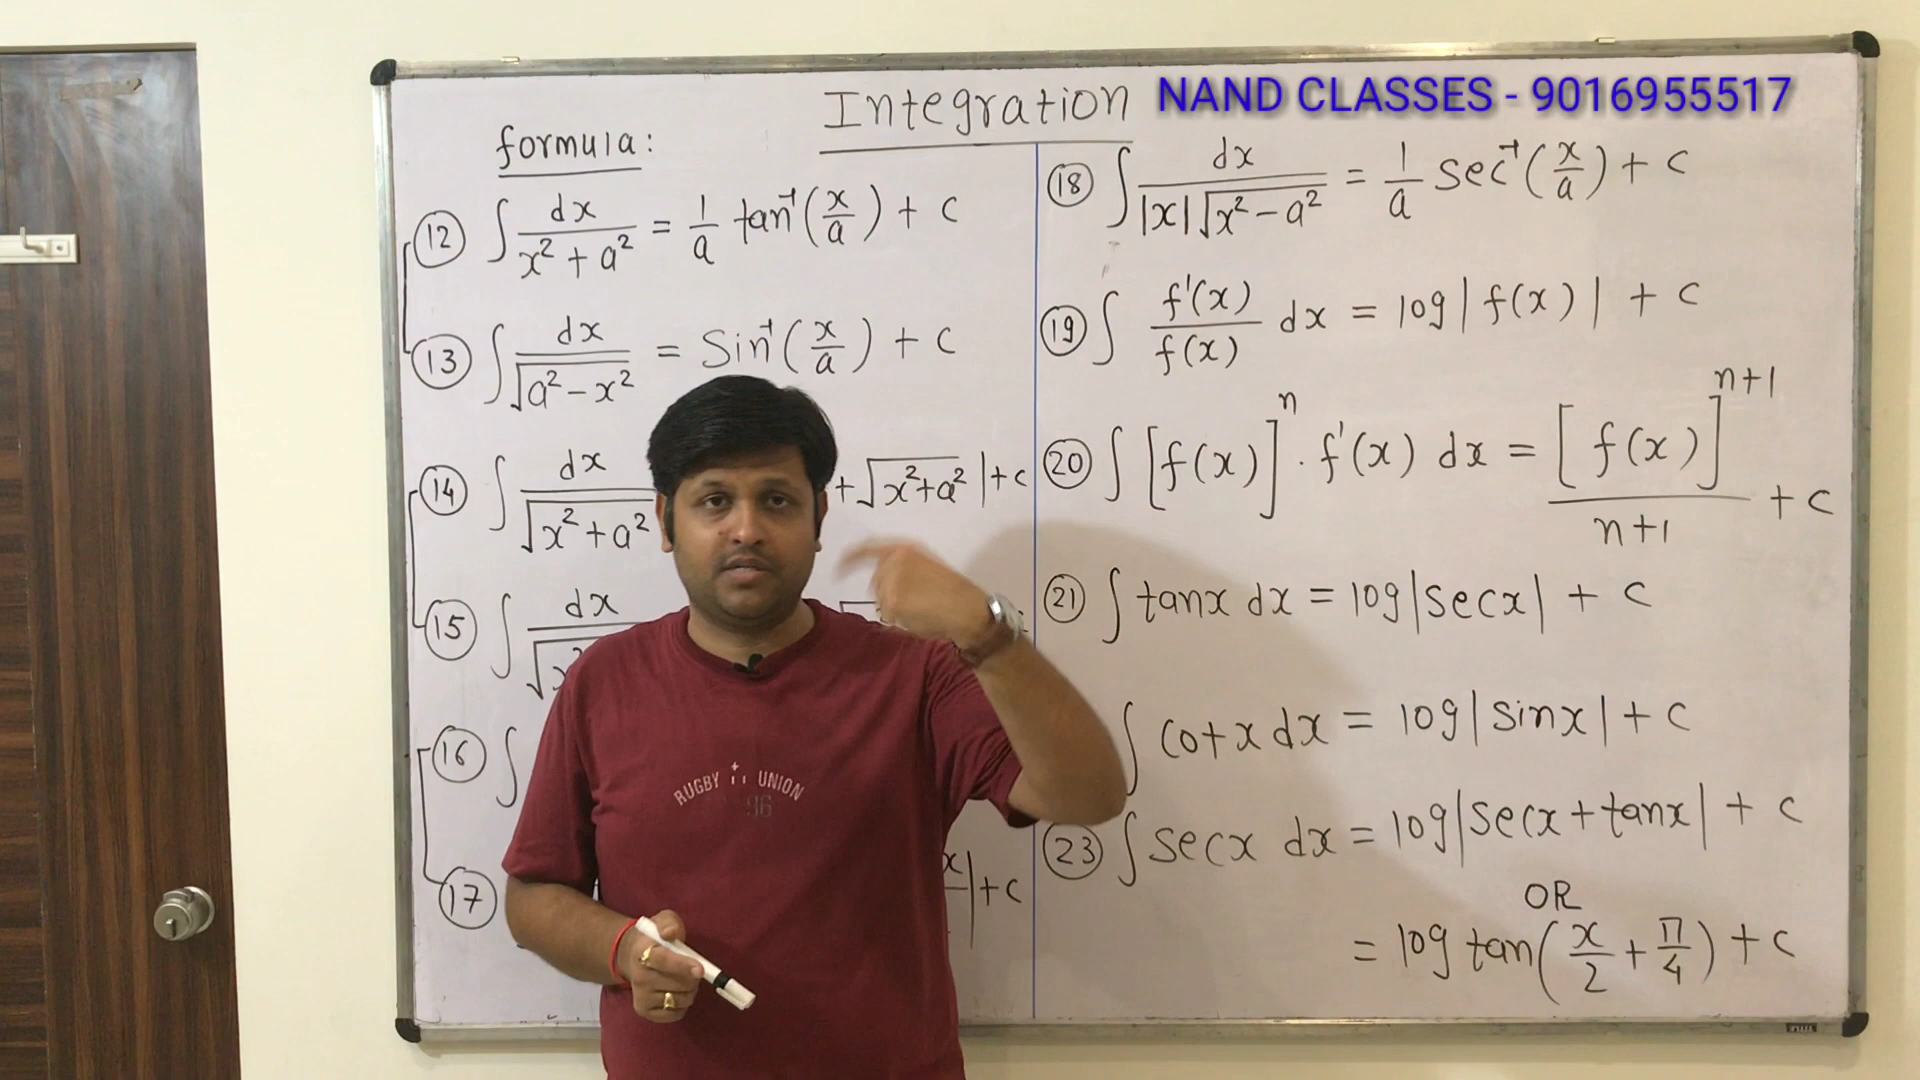 Integration
NAND CLASSES - 9016955517
formula:
⑫ ∫ dx / (x² + a²) = 1/a tan⁻¹(x/a) + c
⑬ ∫ dx / √(a² − x²) = Sin⁻¹(x/a) + c
⑭ ∫ dx / √(x² + a²) + √(x² + a²) | + c
⑮ ∫ dx
⑯ ∫
⑰ | + c
⑱ ∫ dx / (|x| √(x² − a²)) = 1/a sec⁻¹(x/a) + c
⑲ ∫ f'(x) / f(x) dx = log | f(x) | + c
⑳ ∫ [f(x)]ⁿ . f'(x) dx = [f(x)]ⁿ⁺¹ / (n+1) + c
㉑ ∫ tanx dx = log |secx| + c
∫ cotx dx = log | sinx | + c
㉓ ∫ secx dx = log |secx + tanx| + c
OR
= log tan(x/2 + π/4) + c
RUGBY UNION
96